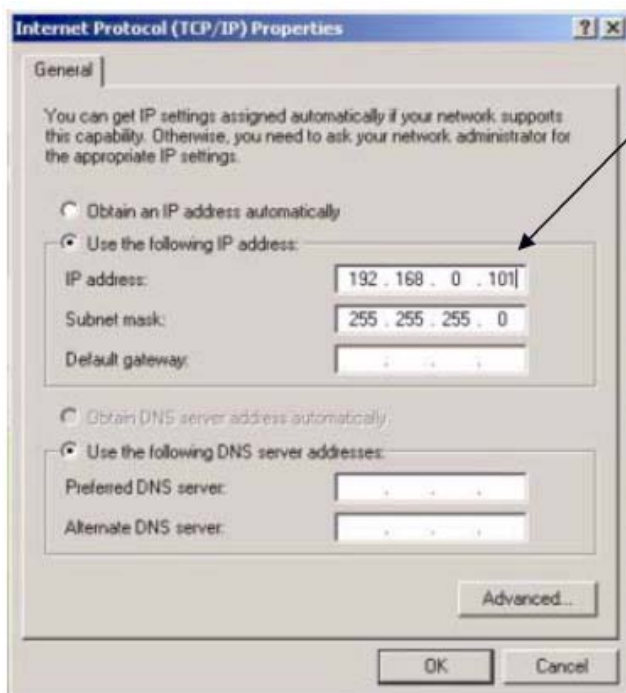 Internet Protocol (TCP/IP) Properties
General
You can get IP settings assigned automatically if your network supports
this capability. Otherwise, you need to ask your network administrator for
the appropriate IP settings.
Obtain an IP address automatically
Use the following IP address:
IP address: 192 . 168 . 0 . 101
Subnet mask: 255 . 255 . 255 . 0
Default gateway: . . .
Obtain DNS server address automatically
Use the following DNS server addresses:
Preferred DNS server: . . .
Alternate DNS server: . . .
Advanced...
OK Cancel